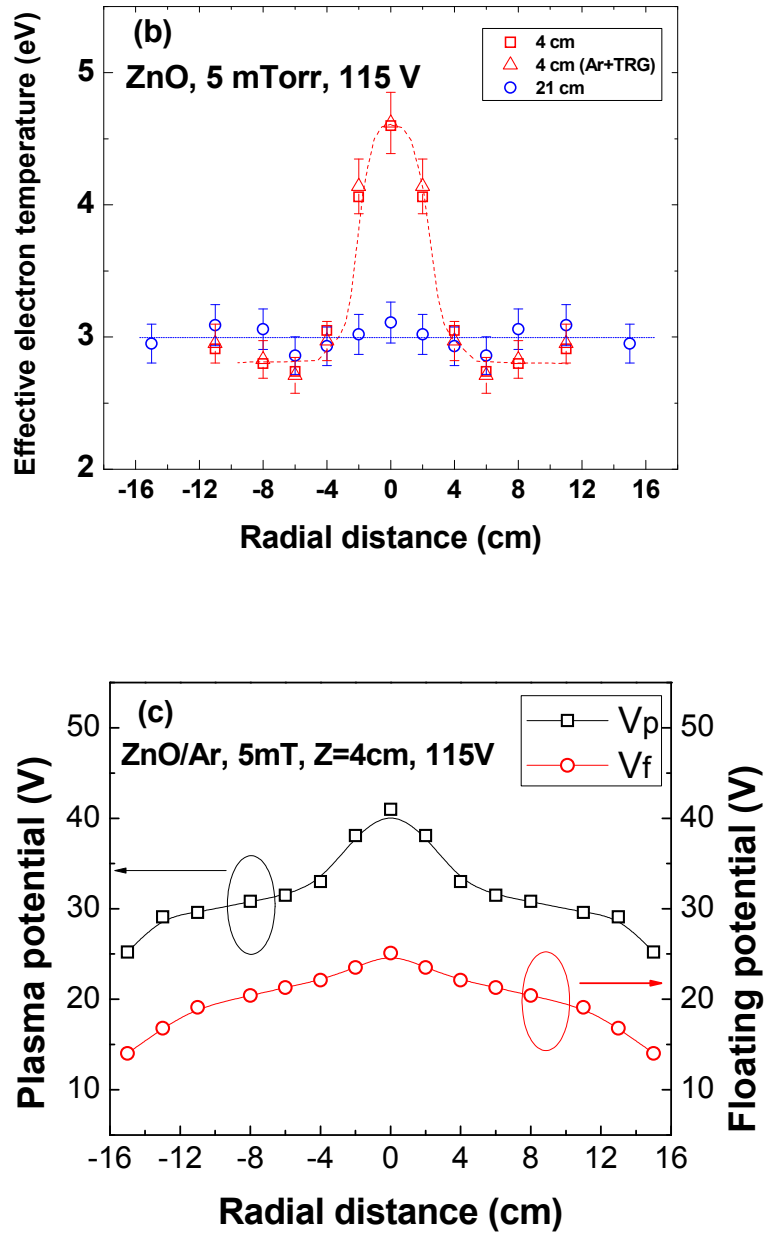 (b)
ZnO, 5 mTorr, 115 V
4 cm
4 cm (Ar+TRG)
21 cm
Effective electron temperature (eV)
5
4
3
2
-16 -12 -8 -4 0 4 8 12 16
Radial distance (cm)
(c)
ZnO/Ar, 5mT, Z=4cm, 115V
Vp
Vf
Plasma potential (V)
50
40
30
20
10
50
40
30
20
10
Floating potential (V)
-16 -12 -8 -4 0 4 8 12 16
Radial distance (cm)